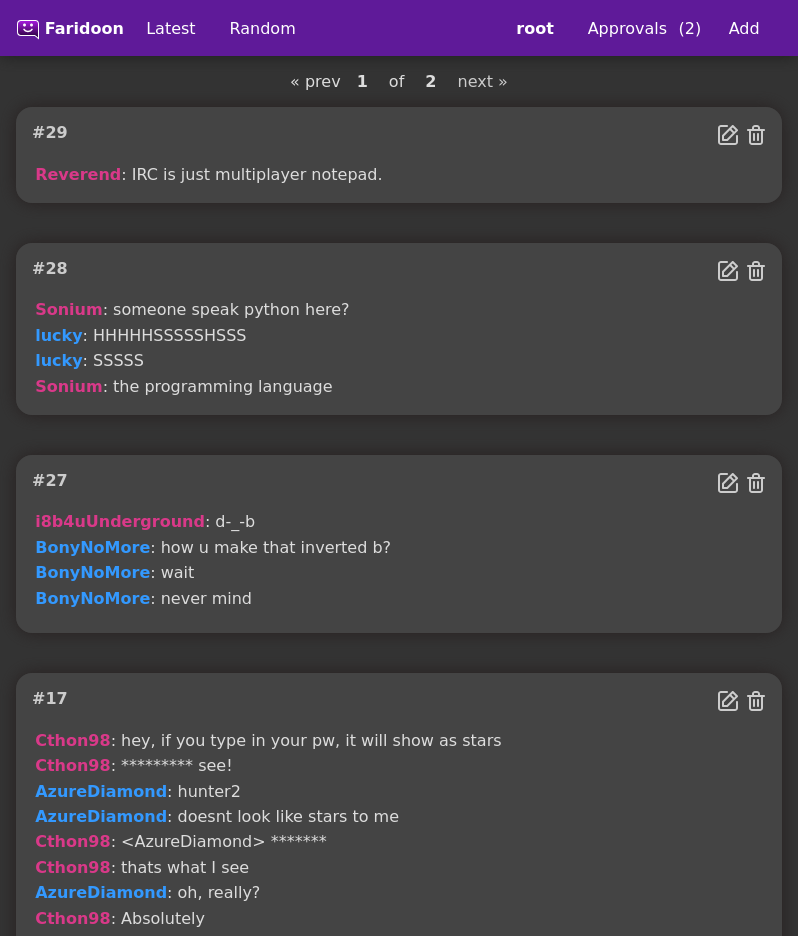 Faridoon Latest Random root Approvals (2) Add
« prev 1 of 2 next »
#29
Reverend: IRC is just multiplayer notepad.
#28
Sonium: someone speak python here?
lucky: HHHHHSSSSSHSSS
lucky: SSSSS
Sonium: the programming language
#27
i8b4uUnderground: d-_-b
BonyNoMore: how u make that inverted b?
BonyNoMore: wait
BonyNoMore: never mind
#17
Cthon98: hey, if you type in your pw, it will show as stars
Cthon98: ********* see!
AzureDiamond: hunter2
AzureDiamond: doesnt look like stars to me
Cthon98: <AzureDiamond> *******
Cthon98: thats what I see
AzureDiamond: oh, really?
Cthon98: Absolutely